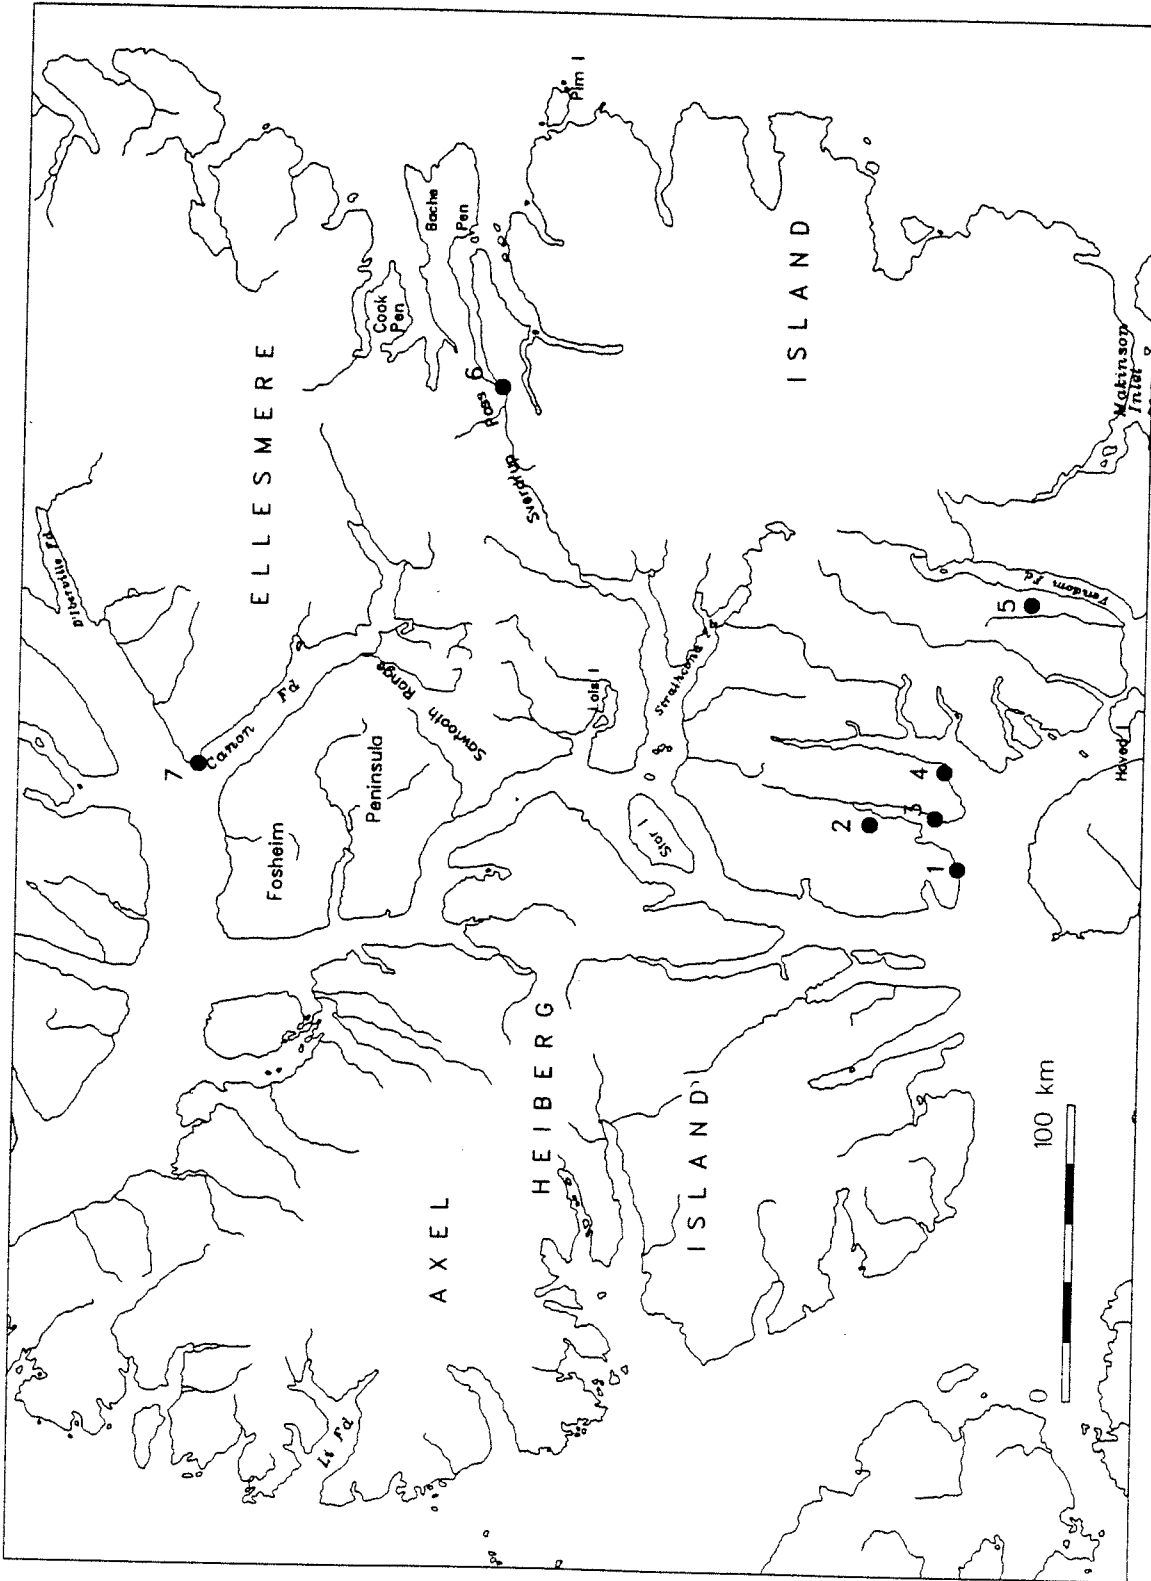 D'Iberville Fd.
ELLESMERE
ISLAND
Cook
Pen
Bache
Pen
Pim I
7
Canon Fd
Fosheim
Peninsula
Sawtooth Range
6
Sverdrup Pass
Lois I
Strathcona Fd
Stor I
Makinson
Inlet
5
Vendom Fd
4
3
2
1
Hoved I
AXEL
HEIBERG
ISLAND
Li Fd
0
100 km